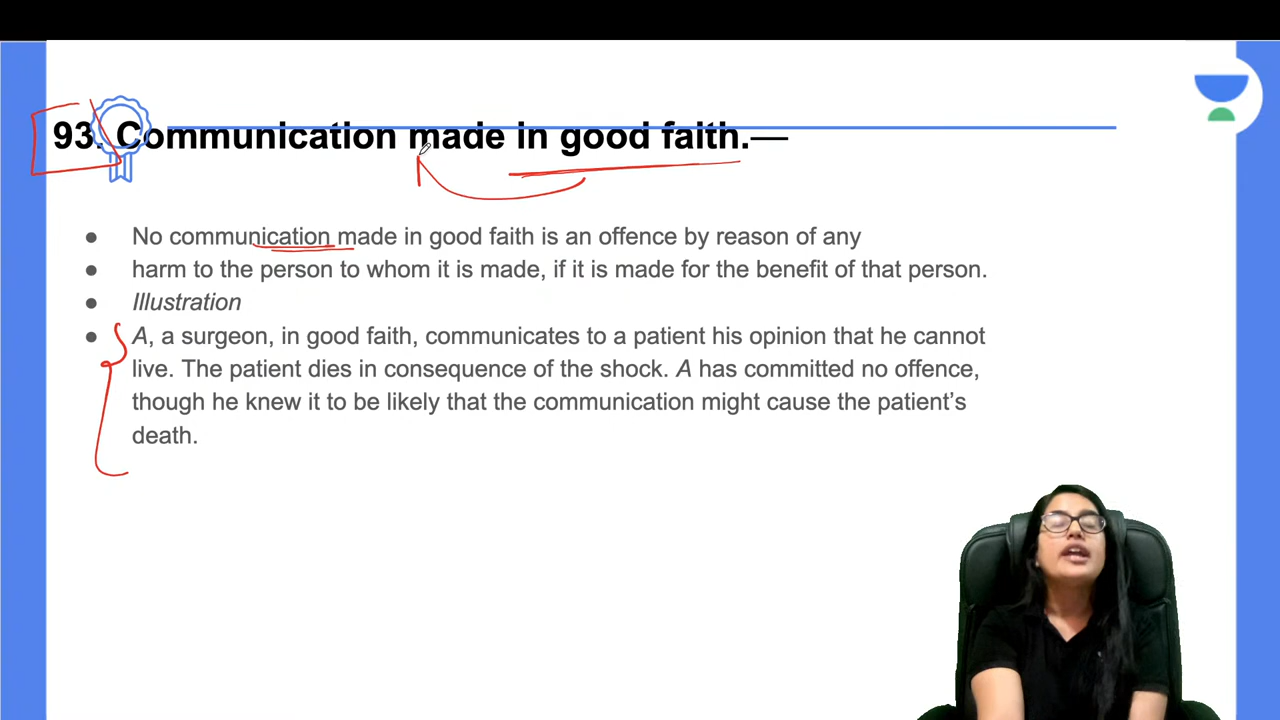 93. Communication made in good faith.—
● No communication made in good faith is an offence by reason of any
● harm to the person to whom it is made, if it is made for the benefit of that person.
● Illustration
● A, a surgeon, in good faith, communicates to a patient his opinion that he cannot
live. The patient dies in consequence of the shock. A has committed no offence,
though he knew it to be likely that the communication might cause the patient’s
death.